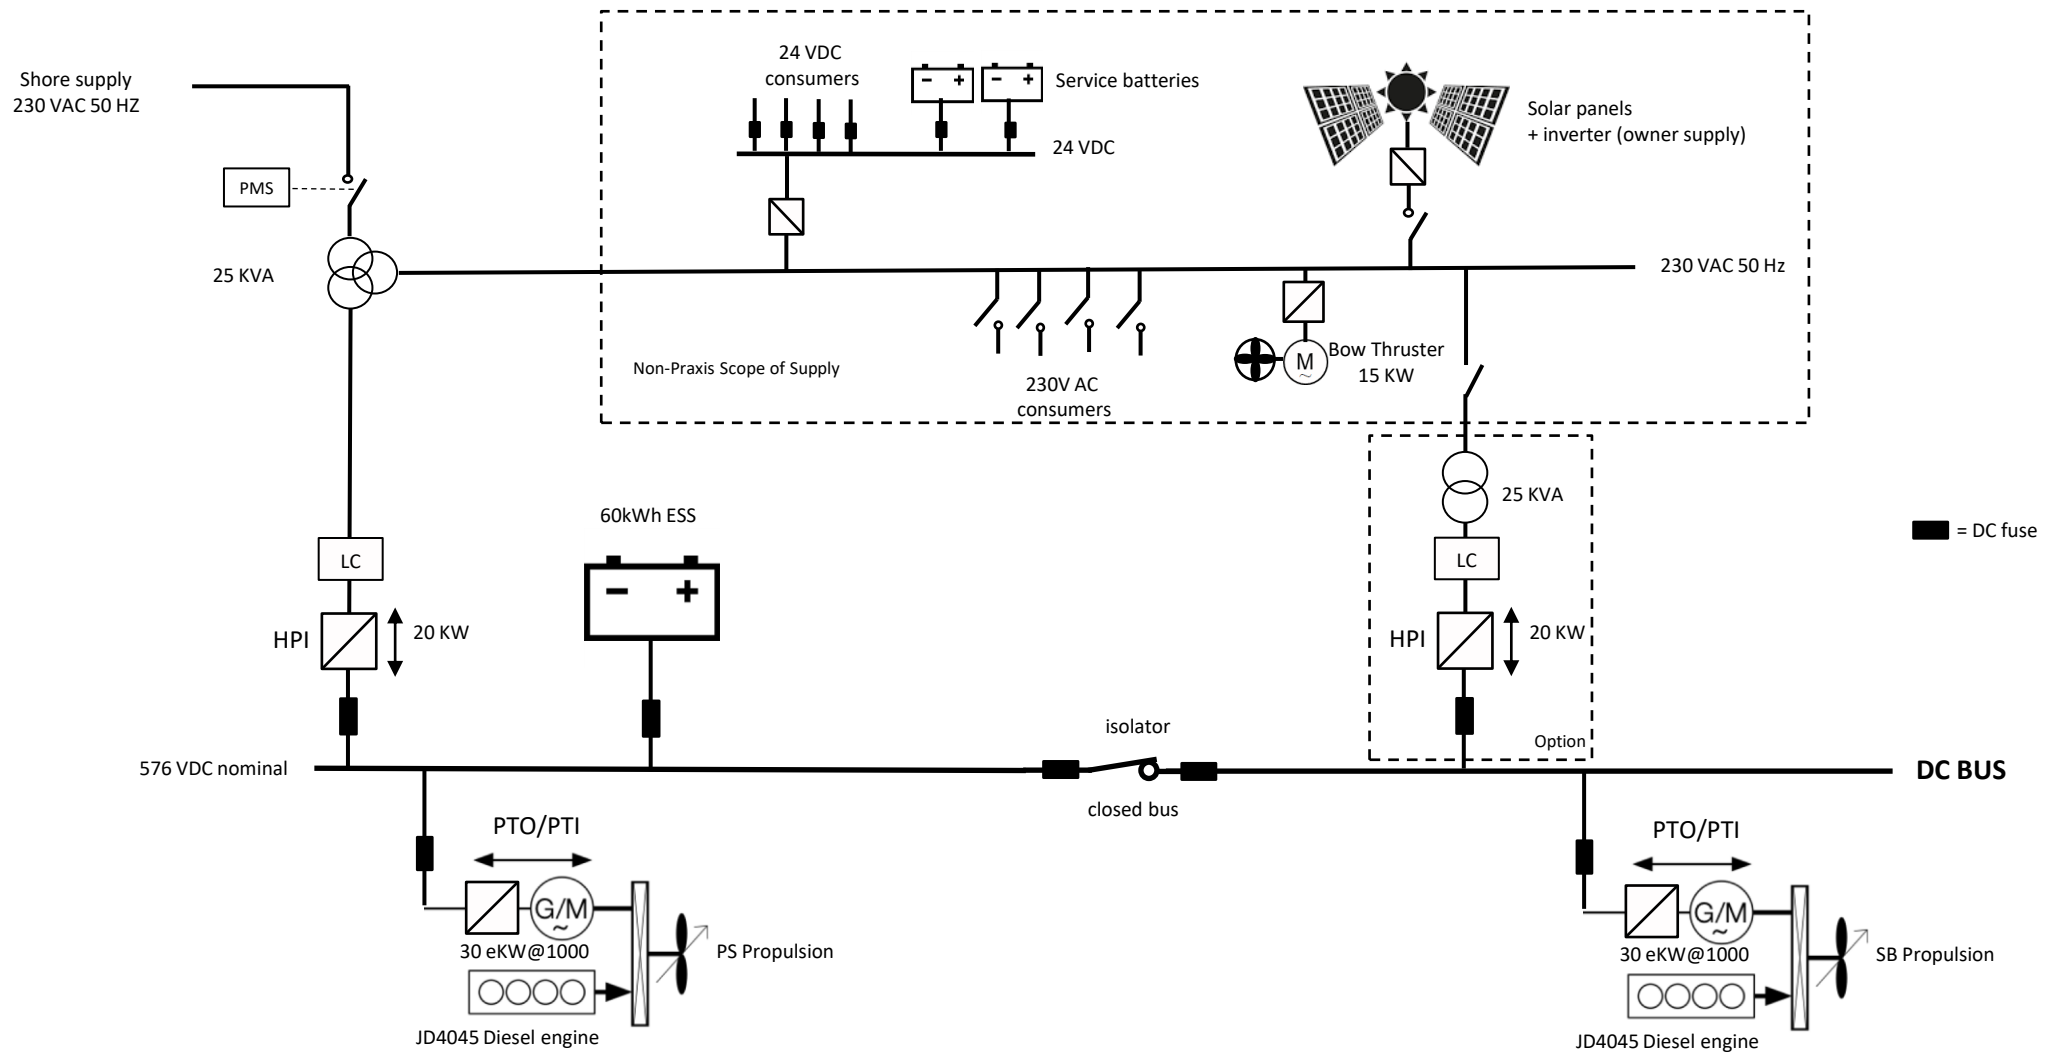 Shore supply
230 VAC 50 HZ
24 VDC
consumers
Service batteries
24 VDC
Solar panels
+ inverter (owner supply)
PMS
25 KVA
230 VAC 50 Hz
Non-Praxis Scope of Supply
230V AC
consumers
M
~
Bow Thruster
15 KW
25 KVA
60kWh ESS
LC
LC
= DC fuse
HPI
20 KW
HPI
20 KW
isolator
Option
576 VDC nominal
DC BUS
closed bus
PTO/PTI
G/M
~
30 eKW@1000
PS Propulsion
JD4045 Diesel engine
PTO/PTI
G/M
~
30 eKW@1000
SB Propulsion
JD4045 Diesel engine